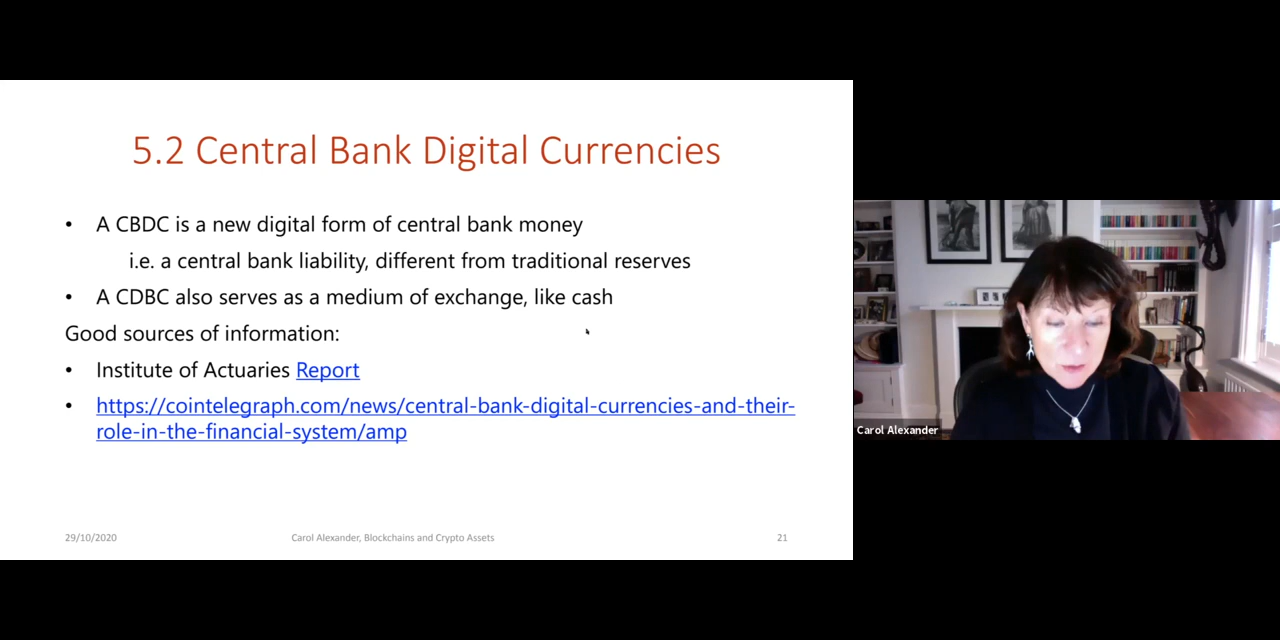 5.2 Central Bank Digital Currencies
• A CBDC is a new digital form of central bank money
i.e. a central bank liability, different from traditional reserves
• A CDBC also serves as a medium of exchange, like cash
Good sources of information:
• Institute of Actuaries Report
• https://cointelegraph.com/news/central-bank-digital-currencies-and-their-
role-in-the-financial-system/amp
29/10/2020
Carol Alexander, Blockchains and Crypto Assets
21
Carol Alexander